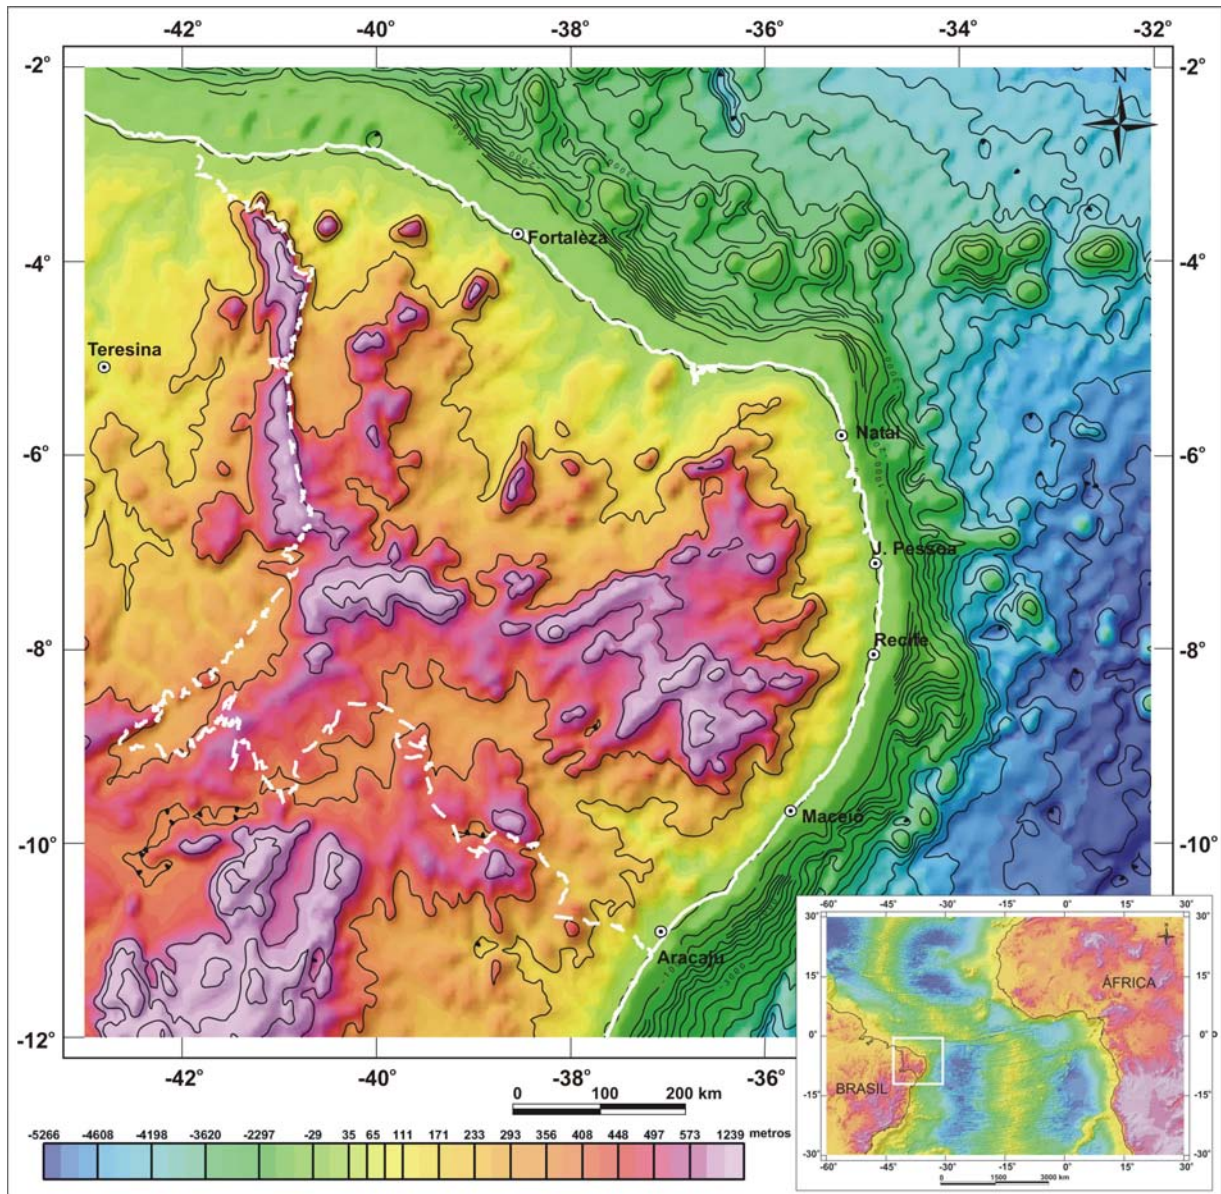 -42° -40° -38° -36° -34° -32°
-2° -2°
N
Fortaleza
-4° -4°
Teresina
Natal
-6° -6°
J. Pessoa
Recife
-8° -8°
Maceió
-10° -10°
Aracaju
-12°
-42° -40° -38° -36°
0 100 200 km
-5266 -4608 -4198 -3620 -2297 -29 35 65 111 171 233 293 356 408 448 497 573 1239 metros
-60° -45° -30° -15° 0° 15° 30°
30° 30°
15° ÁFRICA 15°
0° 0°
BRASIL
-15° -15°
-30° -30°
-60° -45° -30° -15° 0° 15° 30°
0 1500 3000 km